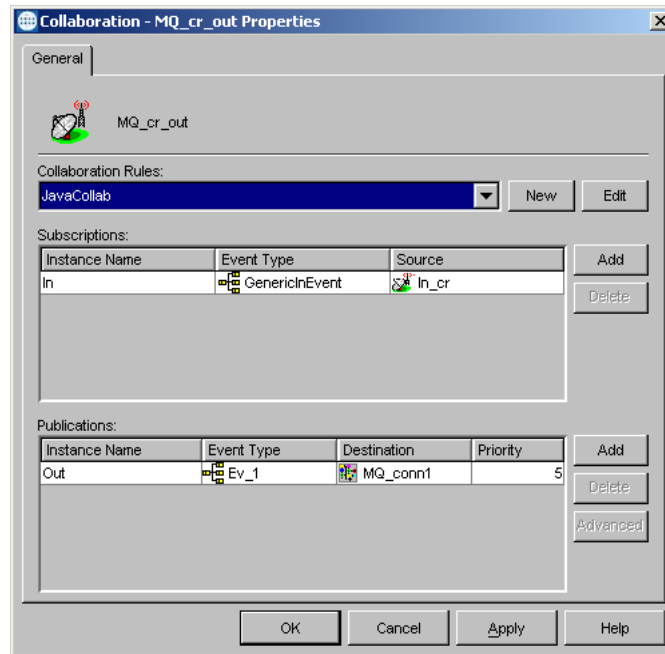 Collaboration - MQ_cr_out Properties
General
MQ_cr_out
Collaboration Rules:
JavaCollab New Edit
Subscriptions:
Instance Name Event Type Source Add
In GenericInEvent In_cr
Delete
Publications:
Instance Name Event Type Destination Priority Add
Out Ev_1 MQ_conn1 5
Delete
Advanced
OK Cancel Apply Help